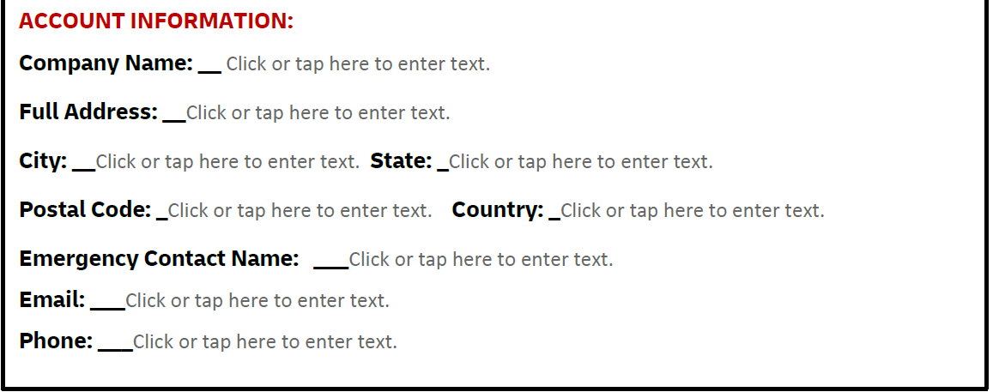 ACCOUNT INFORMATION:
Company Name: __ Click or tap here to enter text.
Full Address: __Click or tap here to enter text.
City: __Click or tap here to enter text. State: _Click or tap here to enter text.
Postal Code: _Click or tap here to enter text. Country: _Click or tap here to enter text.
Emergency Contact Name: ___Click or tap here to enter text.
Email: ___Click or tap here to enter text.
Phone: ___Click or tap here to enter text.